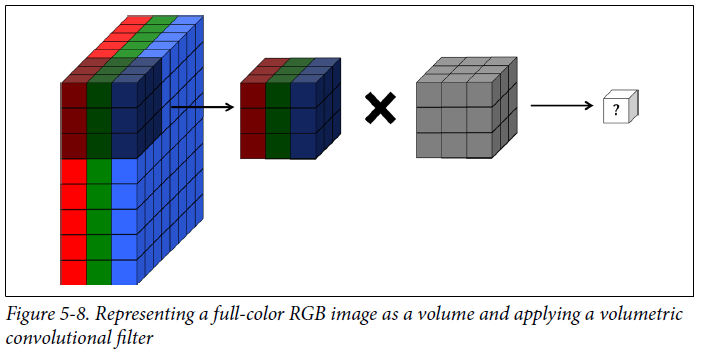 ?
Figure 5-8. Representing a full-color RGB image as a volume and applying a volumetric
convolutional filter